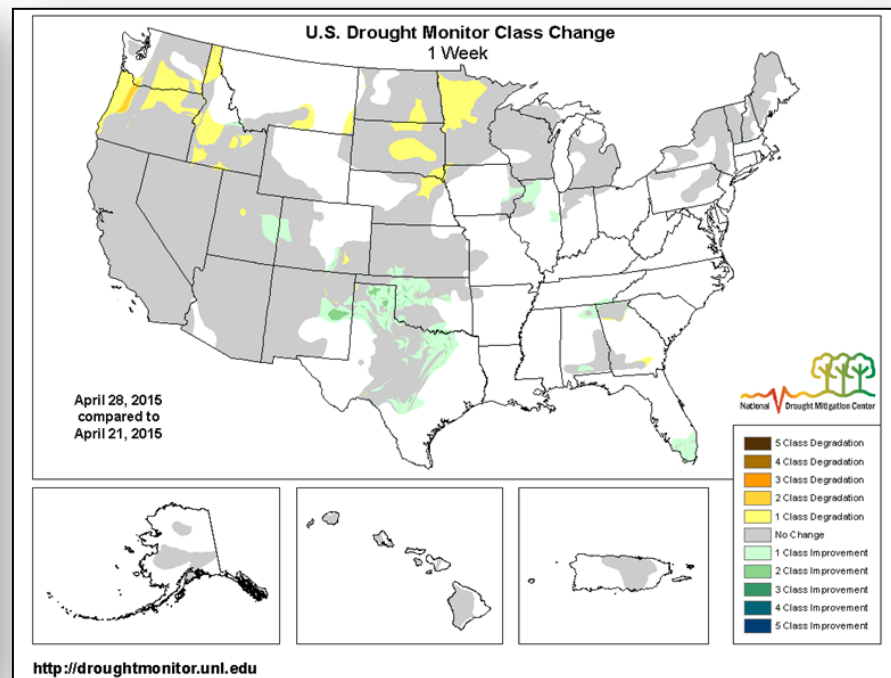 U.S. Drought Monitor Class Change
1 Week
April 28, 2015
compared to
April 21, 2015
National Drought Mitigation Center
5 Class Degradation
4 Class Degradation
3 Class Degradation
2 Class Degradation
1 Class Degradation
No Change
1 Class Improvement
2 Class Improvement
3 Class Improvement
4 Class Improvement
5 Class Improvement
http://droughtmonitor.unl.edu